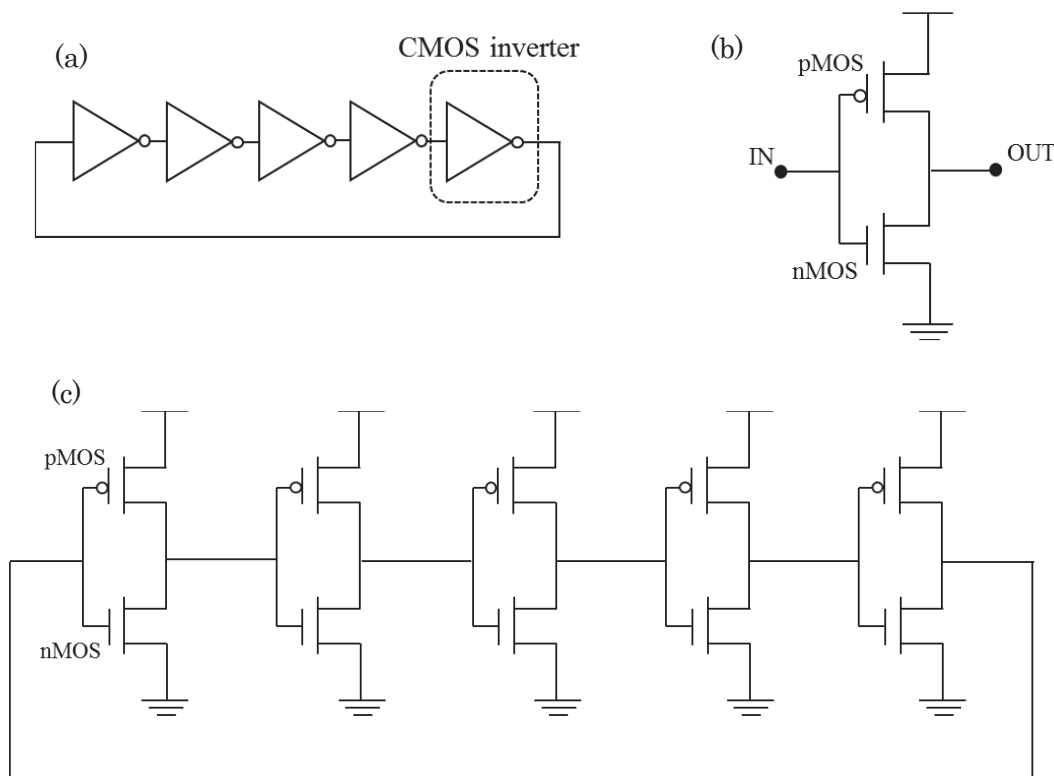 (a)
CMOS inverter
(b)
pMOS
IN
OUT
nMOS
(c)
pMOS
nMOS